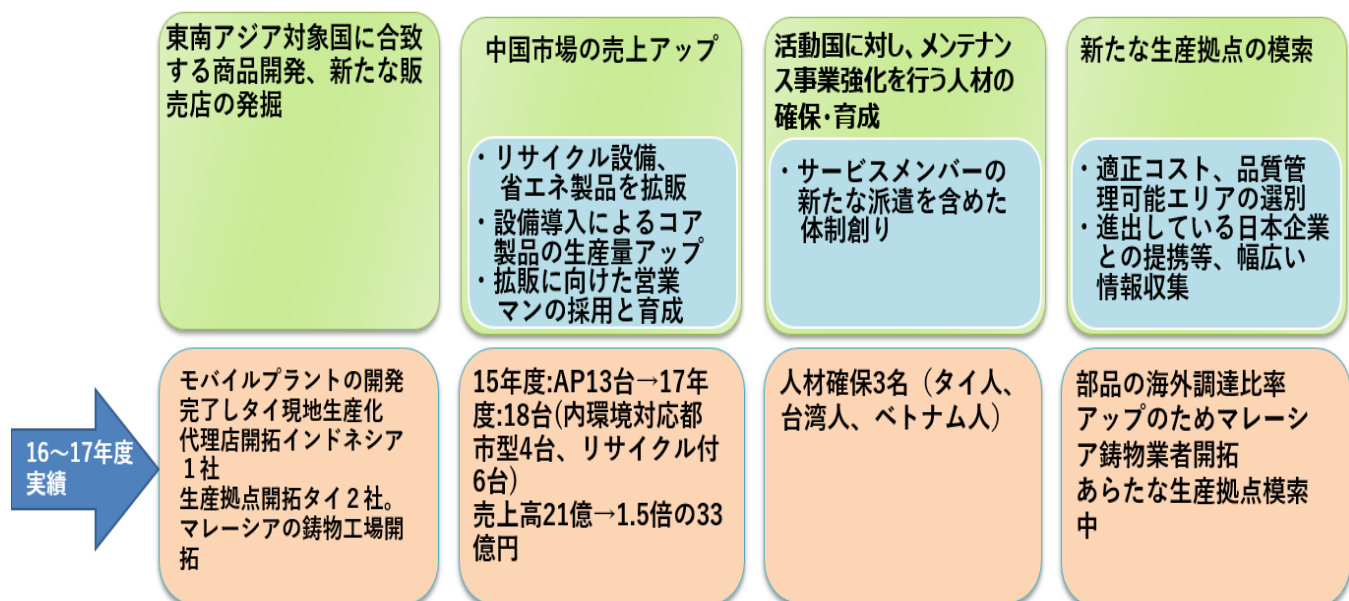 東南アジア対象国に合致
する商品開発、新たな販
売店の発掘
中国市場の売上アップ
・リサイクル設備、
省エネ製品を拡販
・設備導入によるコア
製品の生産量アップ
・拡販に向けた営業
マンの採用と育成
活動国に対し、メンテナン
ス事業強化を行う人材の
確保・育成
・サービスメンバーの
新たな派遣を含めた
体制創り
新たな生産拠点の模索
・適正コスト、品質管
理可能エリアの選別
・進出している日本企業
との提携等、幅広い
情報収集
16～17年度
実績
モバイルプラントの開発
完了しタイ現地生産化
代理店開拓インドネシア
１社
生産拠点開拓タイ２社。
マレーシアの鋳物工場開
拓
15年度:AP13台→17年
度:18台(内環境対応都
市型4台、リサイクル付
6台)
売上高21億→1.5倍の33
億円
人材確保3名（タイ人、
台湾人、ベトナム人）
部品の海外調達比率
アップのためマレーシ
ア鋳物業者開拓
あらたな生産拠点模索
中